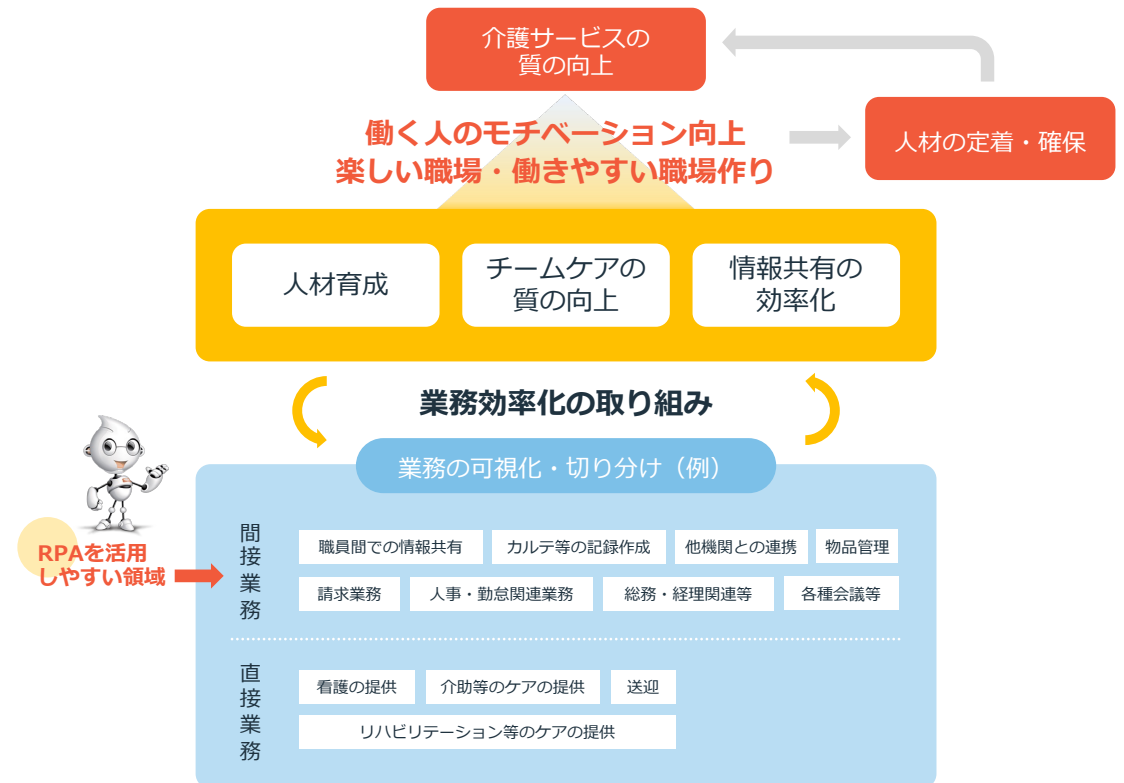 介護サービスの
質の向上
働く人のモチベーション向上
楽しい職場・働きやすい職場作り
人材の定着・確保
人材育成
チームケアの
質の向上
情報共有の
効率化
業務効率化の取り組み
業務の可視化・切り分け（例）
RPAを活用
しやすい領域
間接業務
職員間での情報共有
カルテ等の記録作成
他機関との連携
物品管理
請求業務
人事・勤怠関連業務
総務・経理関連等
各種会議等
直接業務
看護の提供
介助等のケアの提供
送迎
リハビリテーション等のケアの提供